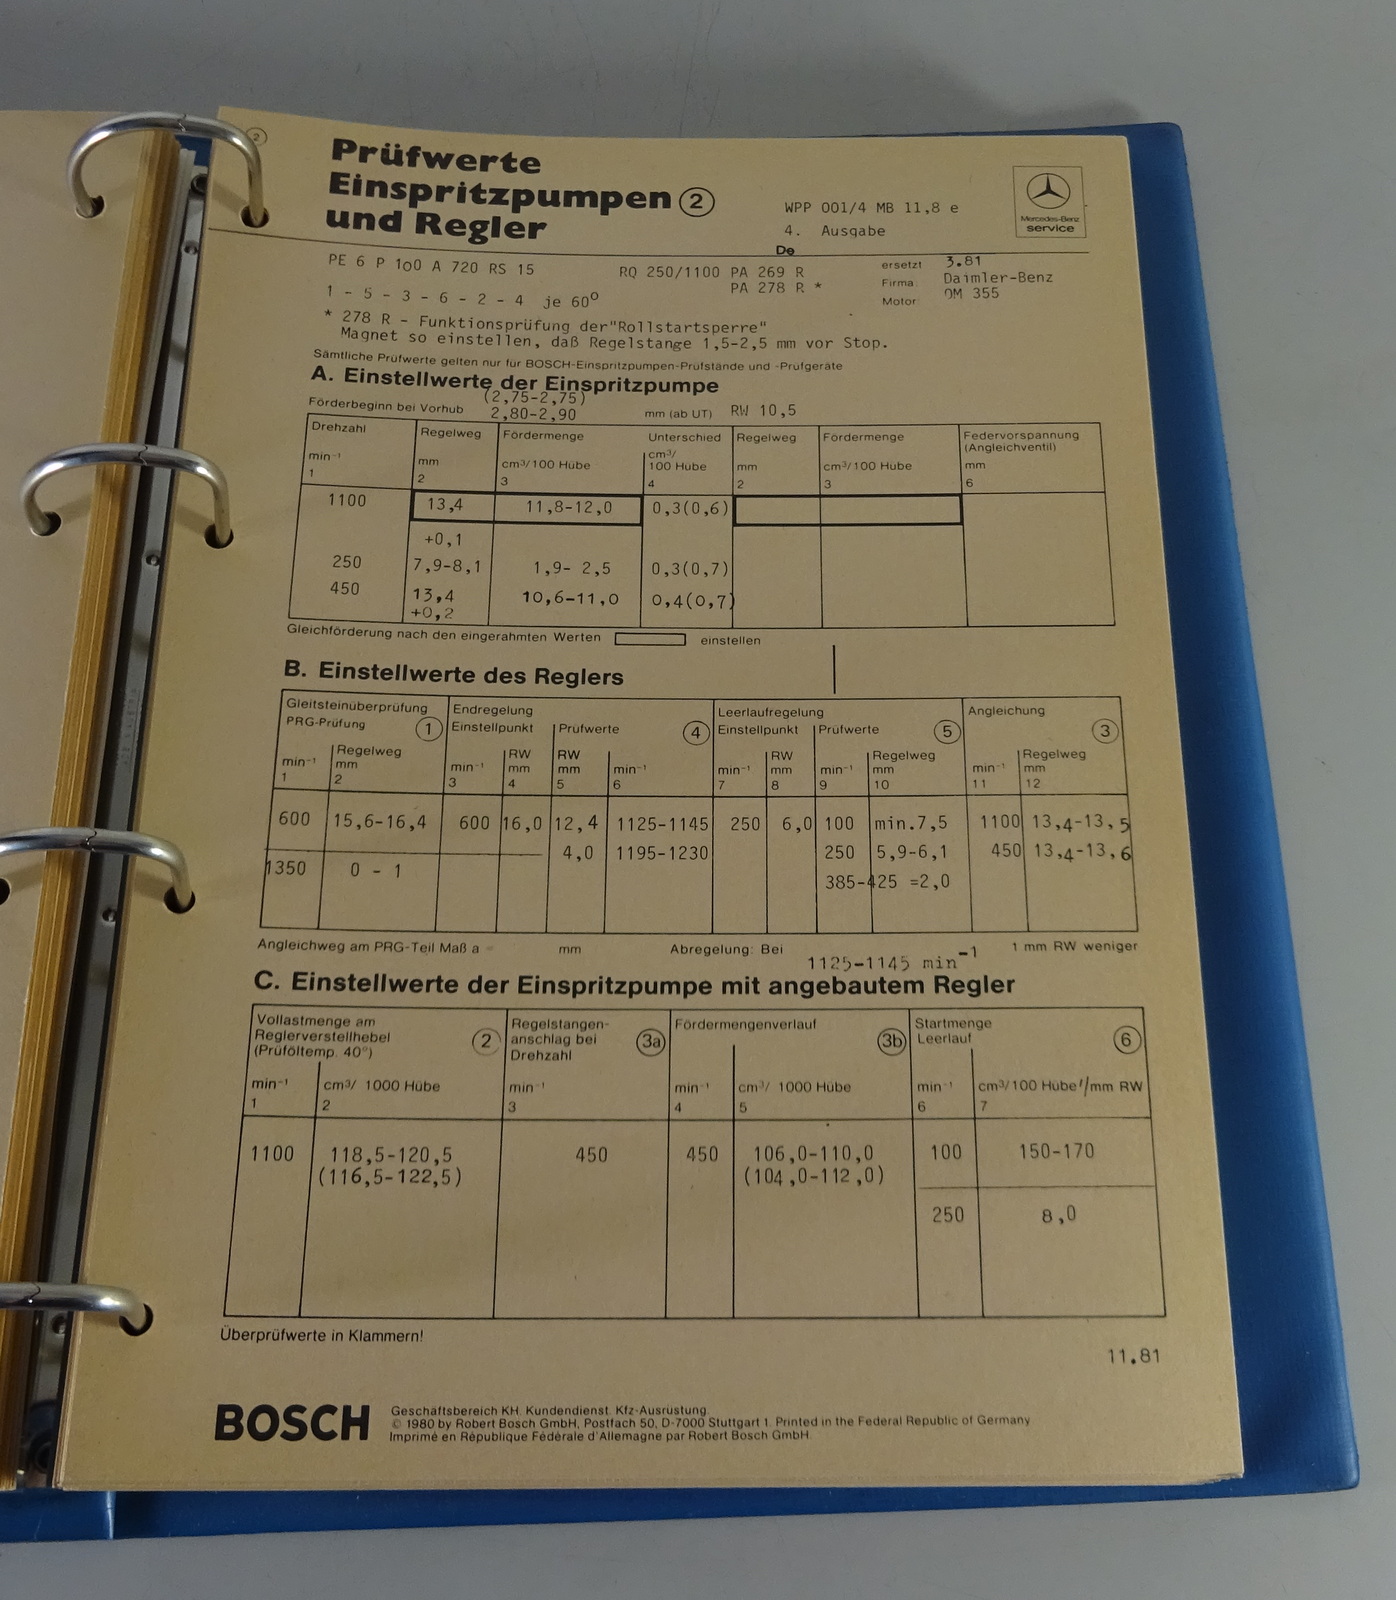 2
Prüfwerte
Einspritzpumpen ②
und Regler
WPP 001/4 MB 11,8 e
4. Ausgabe
Mercedes-Benz
service
De
PE 6 P 100 A 720 RS 15
RQ 250/1100 PA 269 R
PA 278 R *
ersetzt 3.81
Firma: Daimler-Benz
Motor: OM 355
1 - 5 - 3 - 6 - 2 - 4 je 60°
* 278 R - Funktionsprüfung der"Rollstartsperre"
Magnet so einstellen, daß Regelstange 1,5-2,5 mm vor Stop.
Sämtliche Prüfwerte gelten nur für BOSCH-Einspritzpumpen-Prüfstände und -Prüfgeräte
A. Einstellwerte der Einspritzpumpe
(2,75-2,75)
Förderbeginn bei Vorhub 2,80-2,90 mm (ab UT) RW 10,5
Drehzahl Regelweg Fördermenge Unterschied Regelweg Fördermenge Federvorspannung
(Angleichventil)
min⁻¹ mm cm³/100 Hübe cm³/ 100 Hübe mm cm³/100 Hübe mm
1 2 3 4 2 3 6
1100 13,4 11,8-12,0 0,3(0,6)
+0,1
250 7,9-8,1 1,9- 2,5 0,3(0,7)
450 13,4 10,6-11,0 0,4(0,7)
+0,2
Gleichförderung nach den eingerahmten Werten einstellen
B. Einstellwerte des Reglers
Gleitsteinüberprüfung Endregelung Leerlaufregelung Angleichung
PRG-Prüfung ① Einstellpunkt Prüfwerte ④ Einstellpunkt Prüfwerte ⑤ ③
Regelweg RW RW RW Regelweg Regelweg
min⁻¹ mm min⁻¹ mm mm min⁻¹ min⁻¹ mm min⁻¹ mm min⁻¹ mm
1 2 3 4 5 6 7 8 9 10 11 12
600 15,6-16,4 600 16,0 12,4 1125-1145 250 6,0 100 min.7,5 1100 13,4-13,5
4,0 1195-1230 250 5,9-6,1 450 13,4-13,6
1350 0 - 1 385-425 =2,0
Angleichweg am PRG-Teil Maß a = mm Abregelung: Bei 1125-1145 min⁻¹ 1 mm RW weniger
C. Einstellwerte der Einspritzpumpe mit angebautem Regler
Vollastmenge am Regelstangen- Fördermengenverlauf Startmenge
Reglerverstellhebel ② anschlag bei ③a ③b Leerlauf ⑥
(Prüföltemp. 40°) Drehzahl
min⁻¹ cm³/ 1000 Hübe min⁻¹ min⁻¹ cm³/ 1000 Hübe min⁻¹ cm³/100 Hübe'/mm RW
1 2 3 4 5 6 7
1100 118,5-120,5 450 450 106,0-110,0 100 150-170
(116,5-122,5) (104,0-112,0)
250 8,0
Überprüfwerte in Klammern!
11.81
BOSCH
Geschäftsbereich KH. Kundendienst. Kfz-Ausrüstung.
© 1980 by Robert Bosch GmbH, Postfach 50, D-7000 Stuttgart 1. Printed in the Federal Republic of Germany
Imprimé en République Fédérale d'Allemagne par Robert Bosch GmbH.